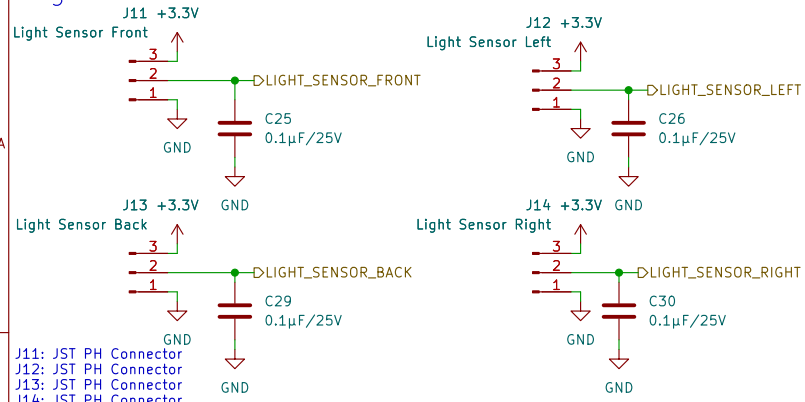 J11 +3.3V
Light Sensor Front
3
2
1
LIGHT_SENSOR_FRONT
C25
0.1µF/25V
GND
GND
J12 +3.3V
Light Sensor Left
3
2
1
LIGHT_SENSOR_LEFT
C26
0.1µF/25V
GND
GND
A
J13 +3.3V
Light Sensor Back
3
2
1
LIGHT_SENSOR_BACK
C29
0.1µF/25V
GND
GND
J14 +3.3V
Light Sensor Right
3
2
1
LIGHT_SENSOR_RIGHT
C30
0.1µF/25V
GND
GND
J11: JST PH Connector
J12: JST PH Connector
J13: JST PH Connector
J14: JST PH Connector